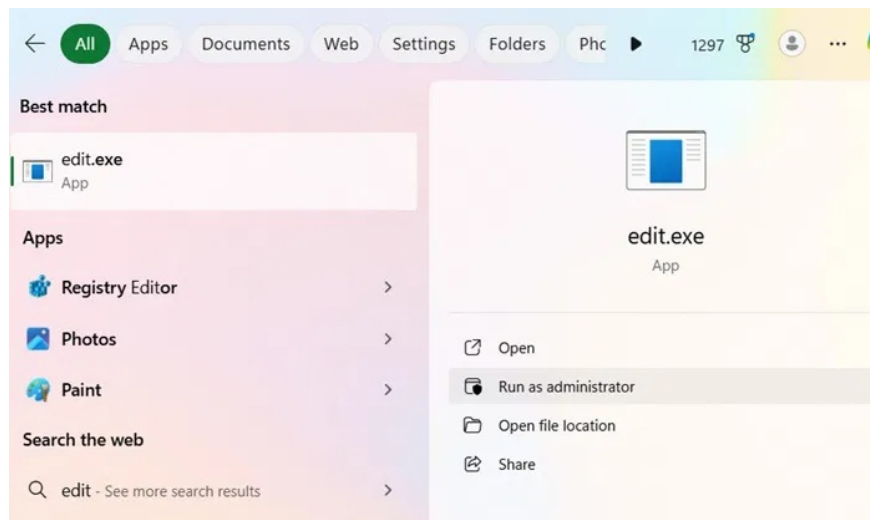 All Apps Documents Web Settings Folders Phc 1297
Best match
edit.exe
App
Apps
Registry Editor
Photos
Paint
Search the web
edit - See more search results
edit.exe
App
Open
Run as administrator
Open file location
Share